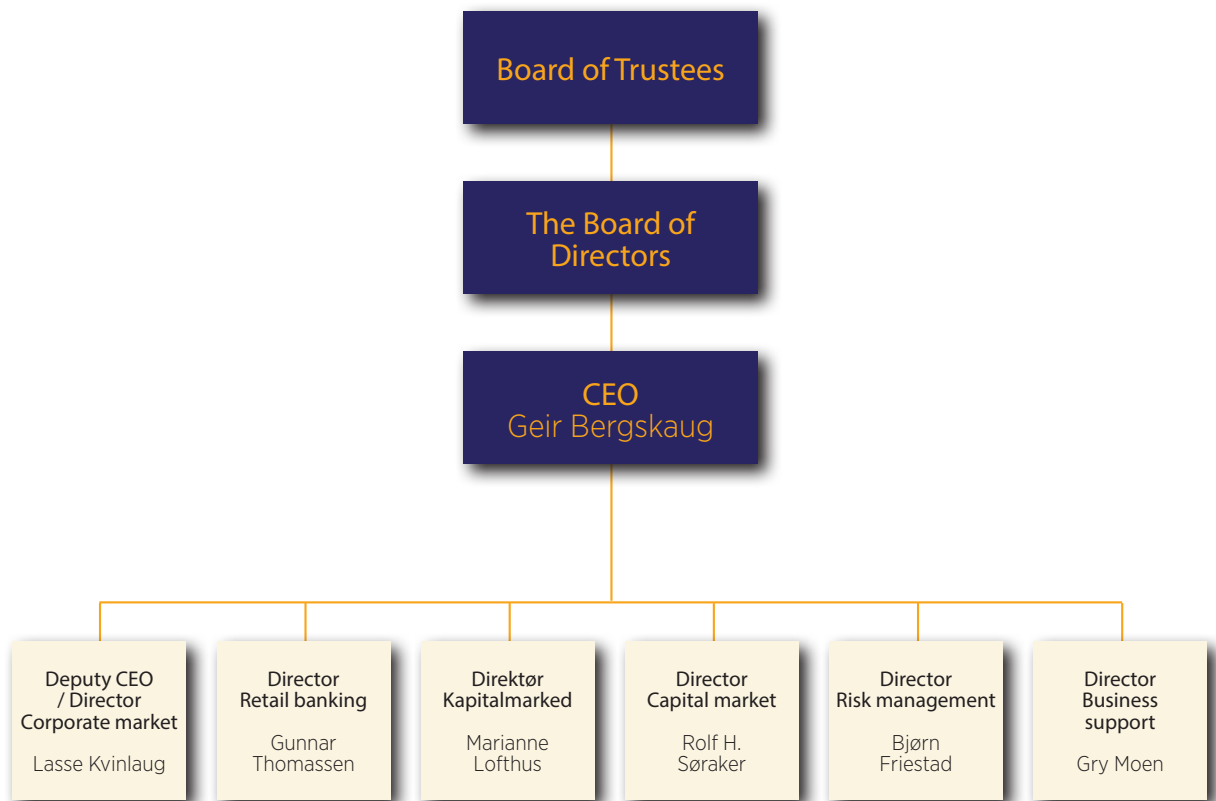 Board of Trustees
The Board of
Directors
CEO
Geir Bergskaug
Deputy CEO
/ Director
Corporate market
Lasse Kvinlaug
Director
Retail banking
Gunnar
Thomassen
Direktør
Kapitalmarked
Marianne
Lofthus
Director
Capital market
Rolf H.
Søraker
Director
Risk management
Bjørn
Friestad
Director
Business
support
Gry Moen